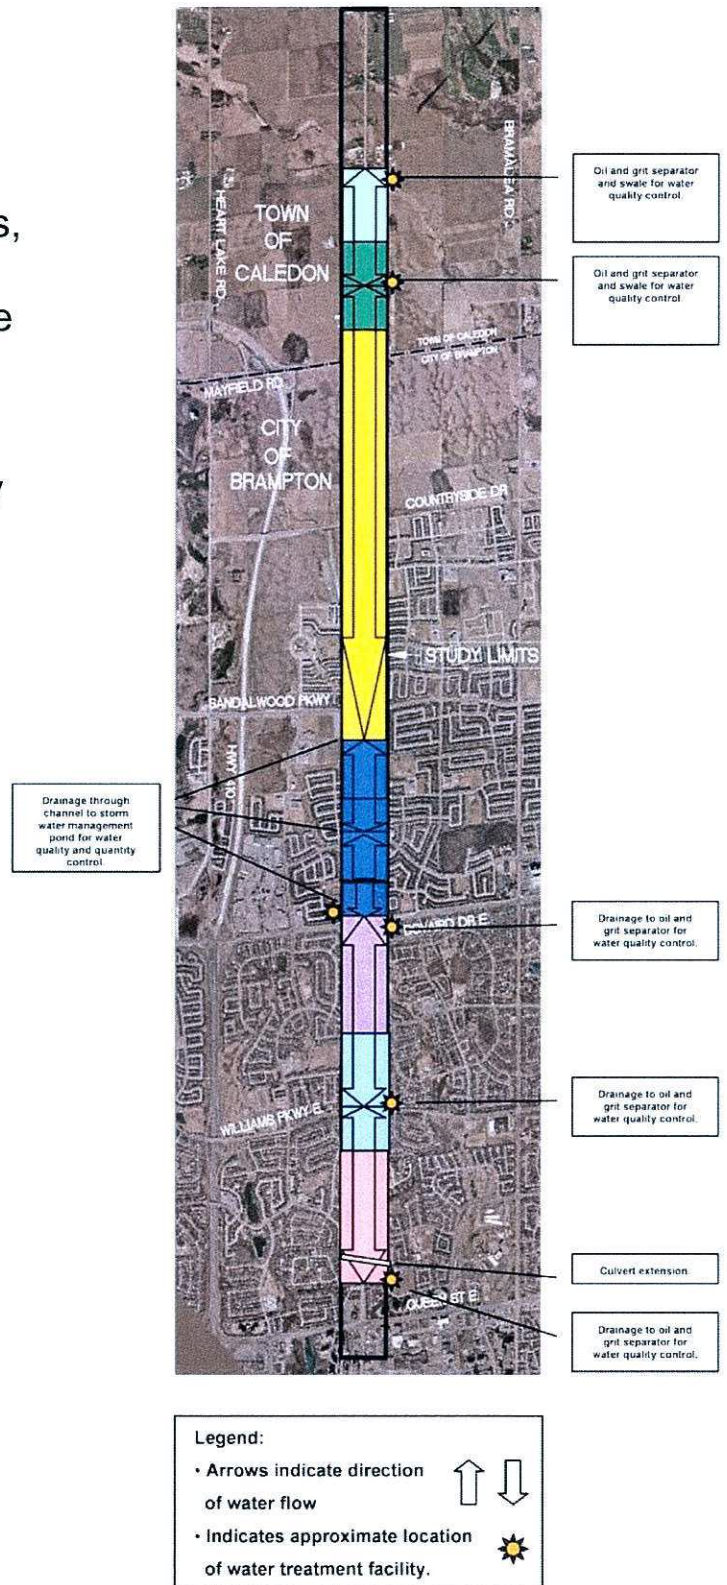 s,
e
y
BRAMALEA RD.
HEART LAKE RD.
TOWN
OF
CALEDON
Oil and grit separator
and swale for water
quality control.
Oil and grit separator
and swale for water
quality control.
TOWN OF CALEDON
CITY OF BRAMPTON
MAYFIELD RD
CITY
OF
BRAMPTON
COUNTRYSIDE DR
STUDY LIMITS
SANDALWOOD PKWY
HWY
Drainage through
channel to storm
water management
pond for water
quality and quantity
control.
DR E.
Drainage to oil and
grit separator for
water quality control.
WILLIAMS PKWY E.
Drainage to oil and
grit separator for
water quality control.
Culvert extension.
QUEEN ST E.
Drainage to oil and
grit separator for
water quality control.
Legend:
• Arrows indicate direction
of water flow
• Indicates approximate location
of water treatment facility.